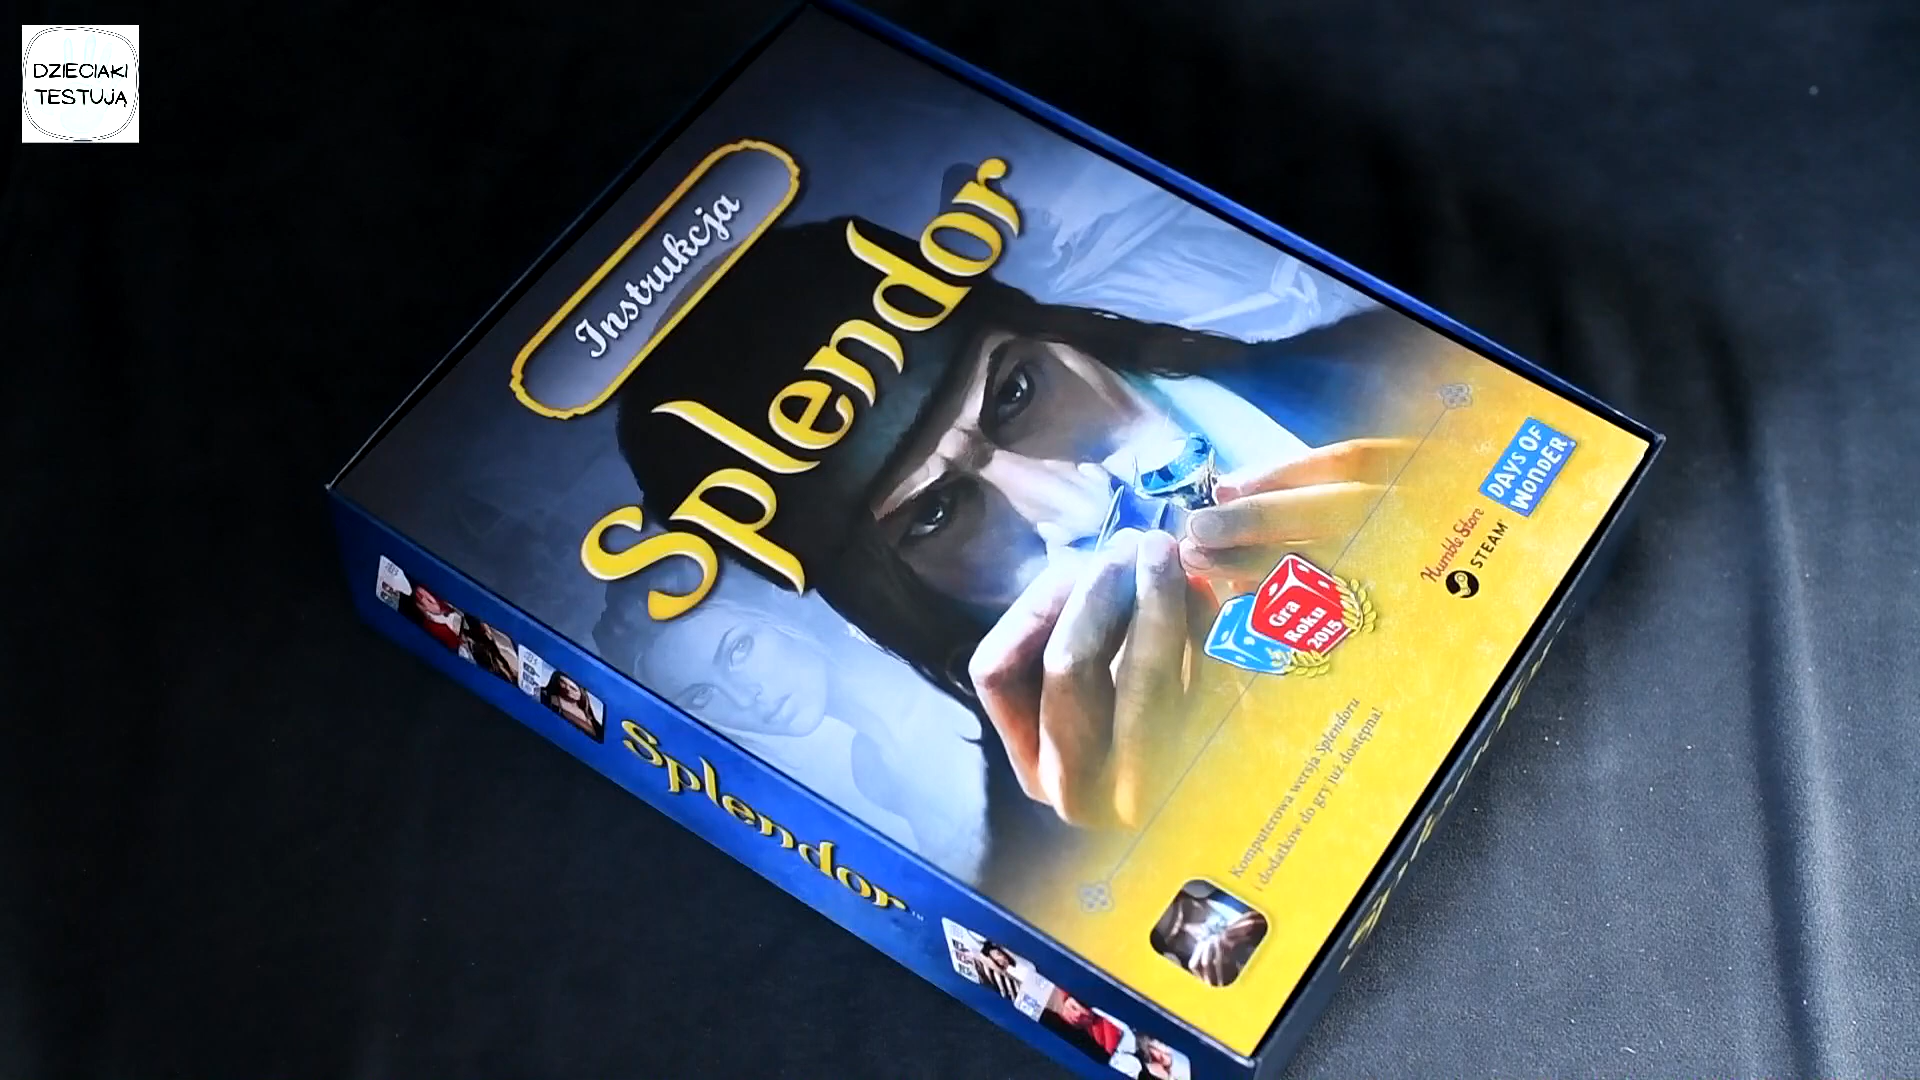 DZIECIAKI
TESTUJĄ
Instrukcja
Splendor
DAYS OF
WONDER
Humble Store
STEAM
Gra
Roku
2015
Komputerowa wersja Splendoru
i dodatków do gry już dostępna!
Splendor™